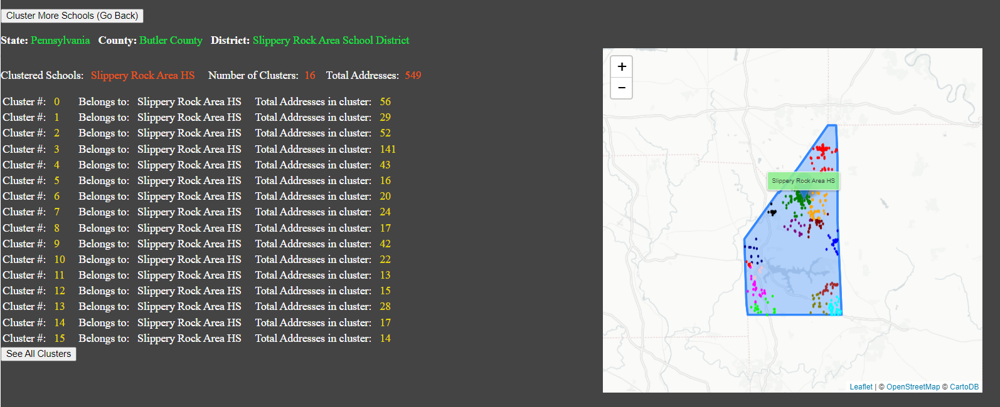 Cluster More Schools (Go Back)
State: Pennsylvania County: Butler County District: Slippery Rock Area School District
Clustered Schools: Slippery Rock Area HS Number of Clusters: 16 Total Addresses: 549
Cluster #: 0 Belongs to: Slippery Rock Area HS Total Addresses in cluster: 56
Cluster #: 1 Belongs to: Slippery Rock Area HS Total Addresses in cluster: 29
Cluster #: 2 Belongs to: Slippery Rock Area HS Total Addresses in cluster: 52
Cluster #: 3 Belongs to: Slippery Rock Area HS Total Addresses in cluster: 141
Cluster #: 4 Belongs to: Slippery Rock Area HS Total Addresses in cluster: 43
Cluster #: 5 Belongs to: Slippery Rock Area HS Total Addresses in cluster: 16
Cluster #: 6 Belongs to: Slippery Rock Area HS Total Addresses in cluster: 20
Cluster #: 7 Belongs to: Slippery Rock Area HS Total Addresses in cluster: 24
Cluster #: 8 Belongs to: Slippery Rock Area HS Total Addresses in cluster: 17
Cluster #: 9 Belongs to: Slippery Rock Area HS Total Addresses in cluster: 42
Cluster #: 10 Belongs to: Slippery Rock Area HS Total Addresses in cluster: 22
Cluster #: 11 Belongs to: Slippery Rock Area HS Total Addresses in cluster: 13
Cluster #: 12 Belongs to: Slippery Rock Area HS Total Addresses in cluster: 15
Cluster #: 13 Belongs to: Slippery Rock Area HS Total Addresses in cluster: 28
Cluster #: 14 Belongs to: Slippery Rock Area HS Total Addresses in cluster: 17
Cluster #: 15 Belongs to: Slippery Rock Area HS Total Addresses in cluster: 14
See All Clusters
+
−
Slippery Rock Area HS
Leaflet | © OpenStreetMap © CartoDB